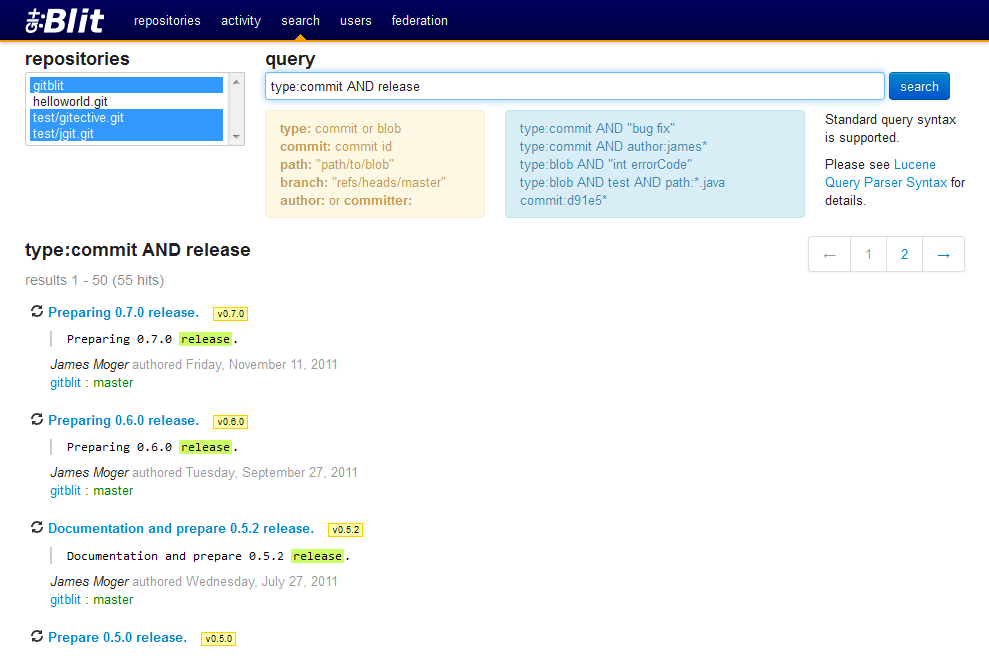 Git:Blit repositories activity search users federation
repositories
gitblit
helloworld.git
test/gitective.git
test/jgit.git
query
type:commit AND release
search
type: commit or blob
commit: commit id
path: "path/to/blob"
branch: "refs/heads/master"
author: or committer:
type:commit AND "bug fix"
type:commit AND author:james*
type:blob AND "int errorCode"
type:blob AND test AND path:*.java
commit:d91e5*
Standard query syntax
is supported.
Please see Lucene
Query Parser Syntax for
details.
type:commit AND release
← 1 2 →
results 1 - 50 (55 hits)
Preparing 0.7.0 release. v0.7.0
Preparing 0.7.0 release.
James Moger authored Friday, November 11, 2011
gitblit : master
Preparing 0.6.0 release. v0.6.0
Preparing 0.6.0 release.
James Moger authored Tuesday, September 27, 2011
gitblit : master
Documentation and prepare 0.5.2 release. v0.5.2
Documentation and prepare 0.5.2 release.
James Moger authored Wednesday, July 27, 2011
gitblit : master
Prepare 0.5.0 release. v0.5.0